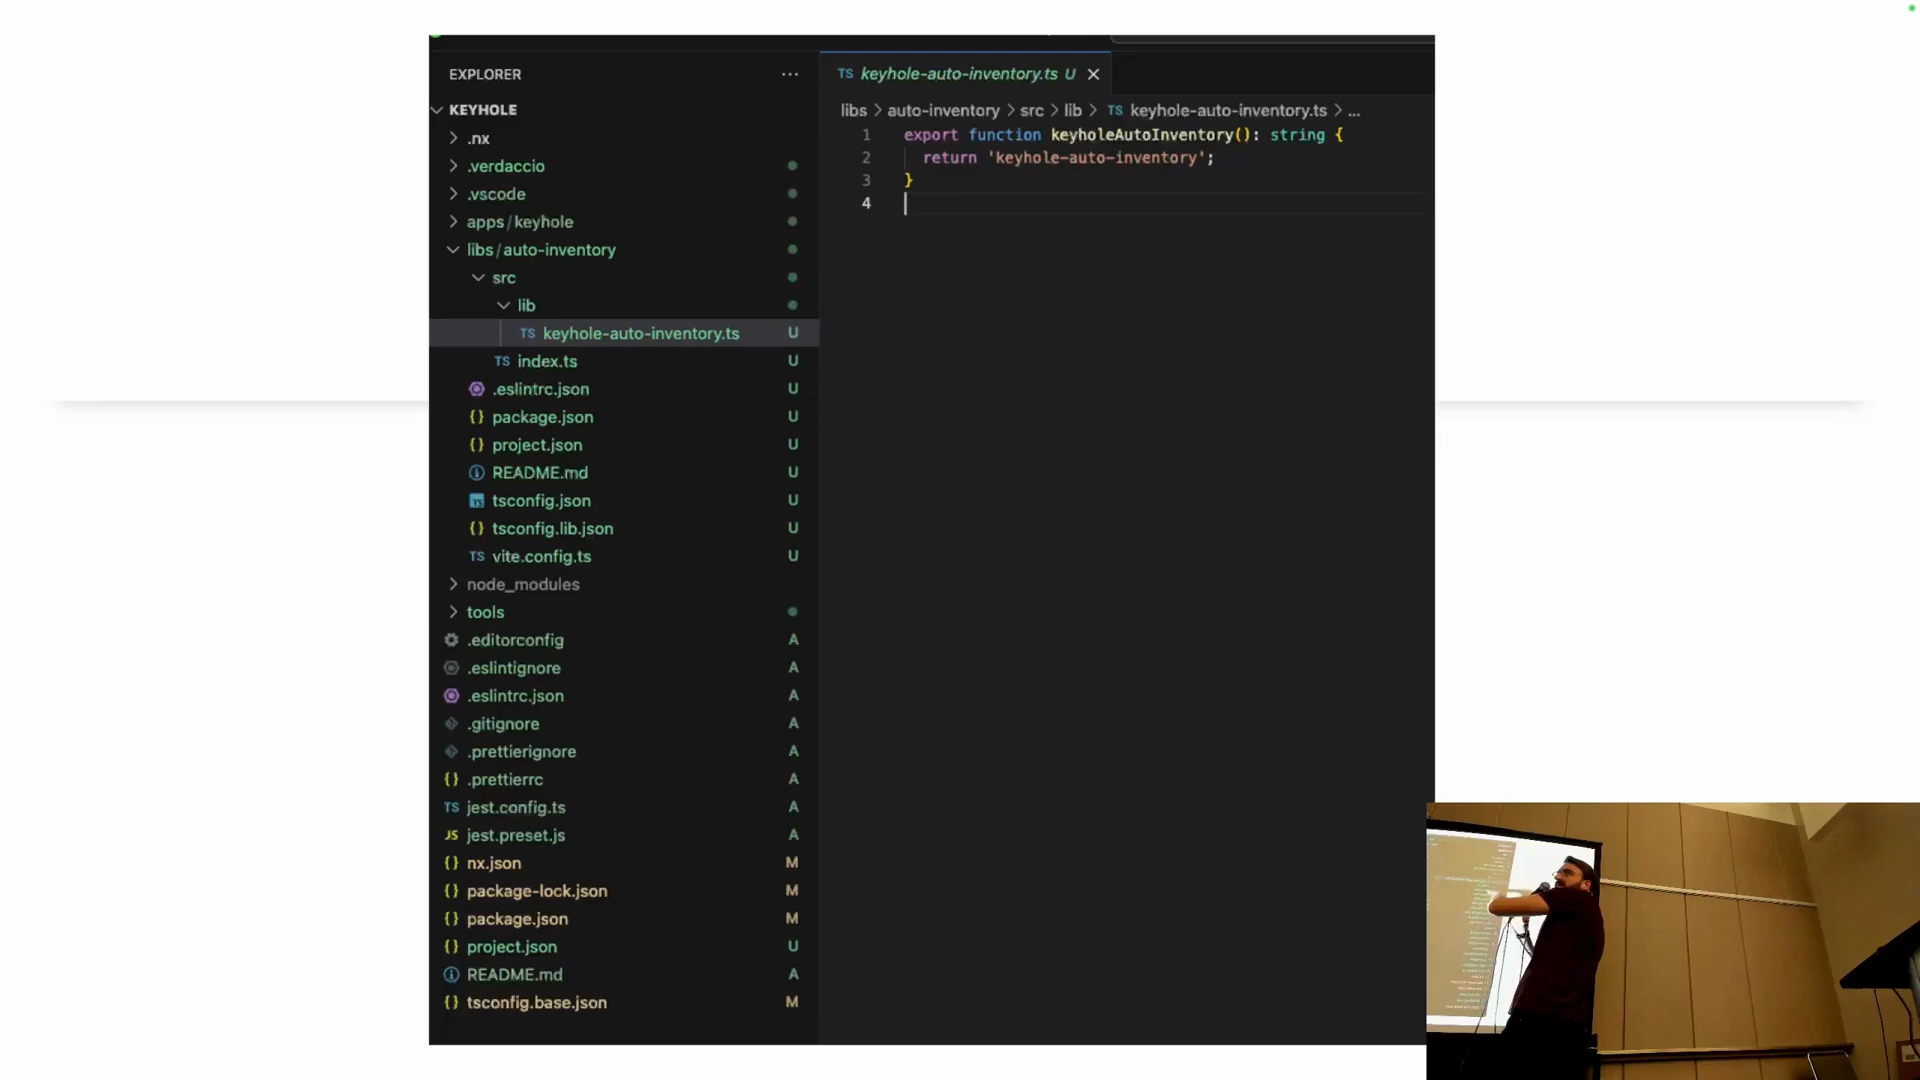 EXPLORER
KEYHOLE
.nx
.verdaccio
.vscode
apps / keyhole
libs / auto-inventory
src
lib
TS keyhole-auto-inventory.ts U
TS index.ts U
.eslintrc.json U
{} package.json U
{} project.json U
README.md U
TS tsconfig.json U
{} tsconfig.lib.json U
TS vite.config.ts U
node_modules
tools
.editorconfig A
.eslintignore A
.eslintrc.json A
.gitignore A
.prettierignore A
{} .prettierrc A
TS jest.config.ts A
JS jest.preset.js A
{} nx.json M
{} package-lock.json M
{} package.json M
{} project.json U
README.md A
{} tsconfig.base.json M
TS keyhole-auto-inventory.ts U
libs > auto-inventory > src > lib > TS keyhole-auto-inventory.ts > ...
1 export function keyholeAutoInventory(): string {
2 return 'keyhole-auto-inventory';
3 }
4